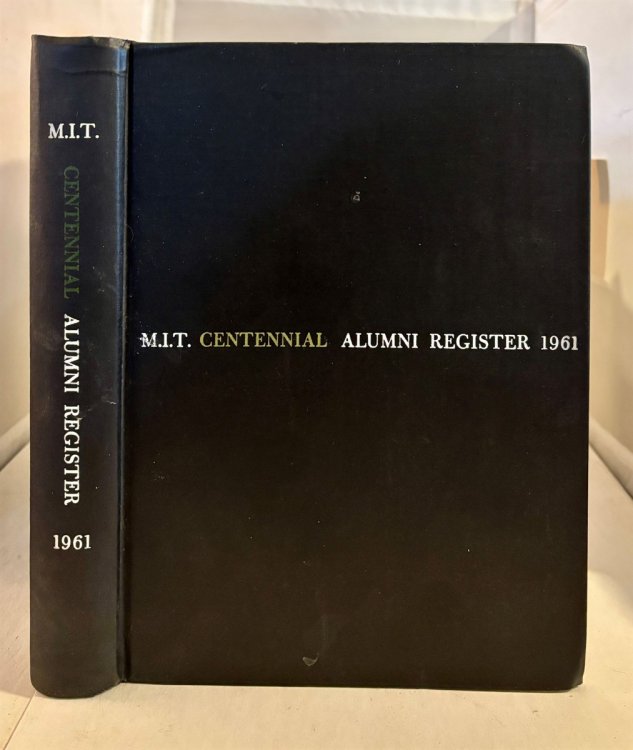 M.I.T.
CENTENNIAL ALUMNI REGISTER
1961
M.I.T. CENTENNIAL ALUMNI REGISTER 1961